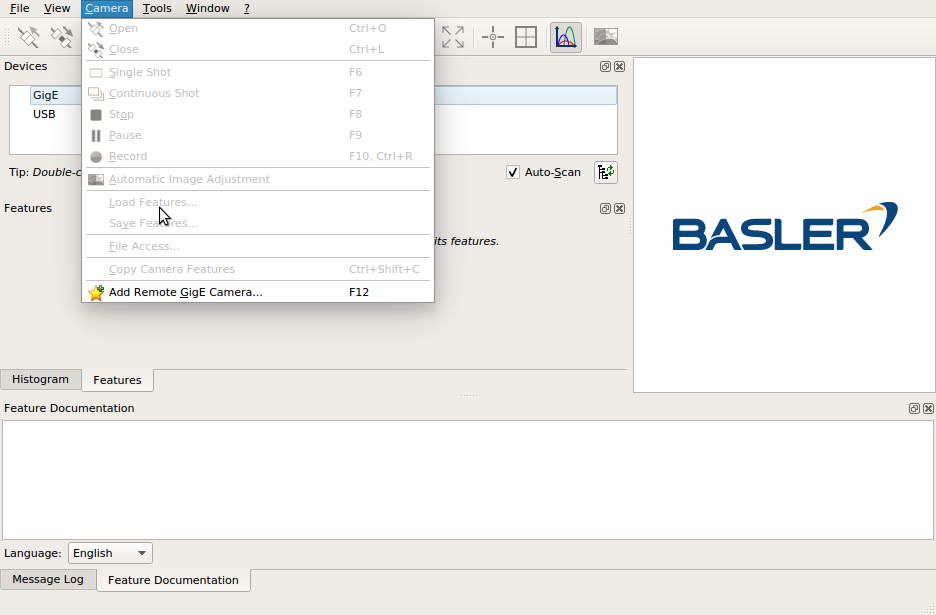 File View Camera Tools Window ?
Open Ctrl+O
Close Ctrl+L
Single Shot F6
Continuous Shot F7
Stop F8
Pause F9
Record F10, Ctrl+R
Automatic Image Adjustment
Load Features...
Save Features...
File Access...
Copy Camera Features Ctrl+Shift+C
Add Remote GigE Camera... F12
Devices
GigE
USB
Tip: Double-c
Auto-Scan
Features
its features.
BASLER
Histogram Features
Feature Documentation
Language: English
Message Log Feature Documentation